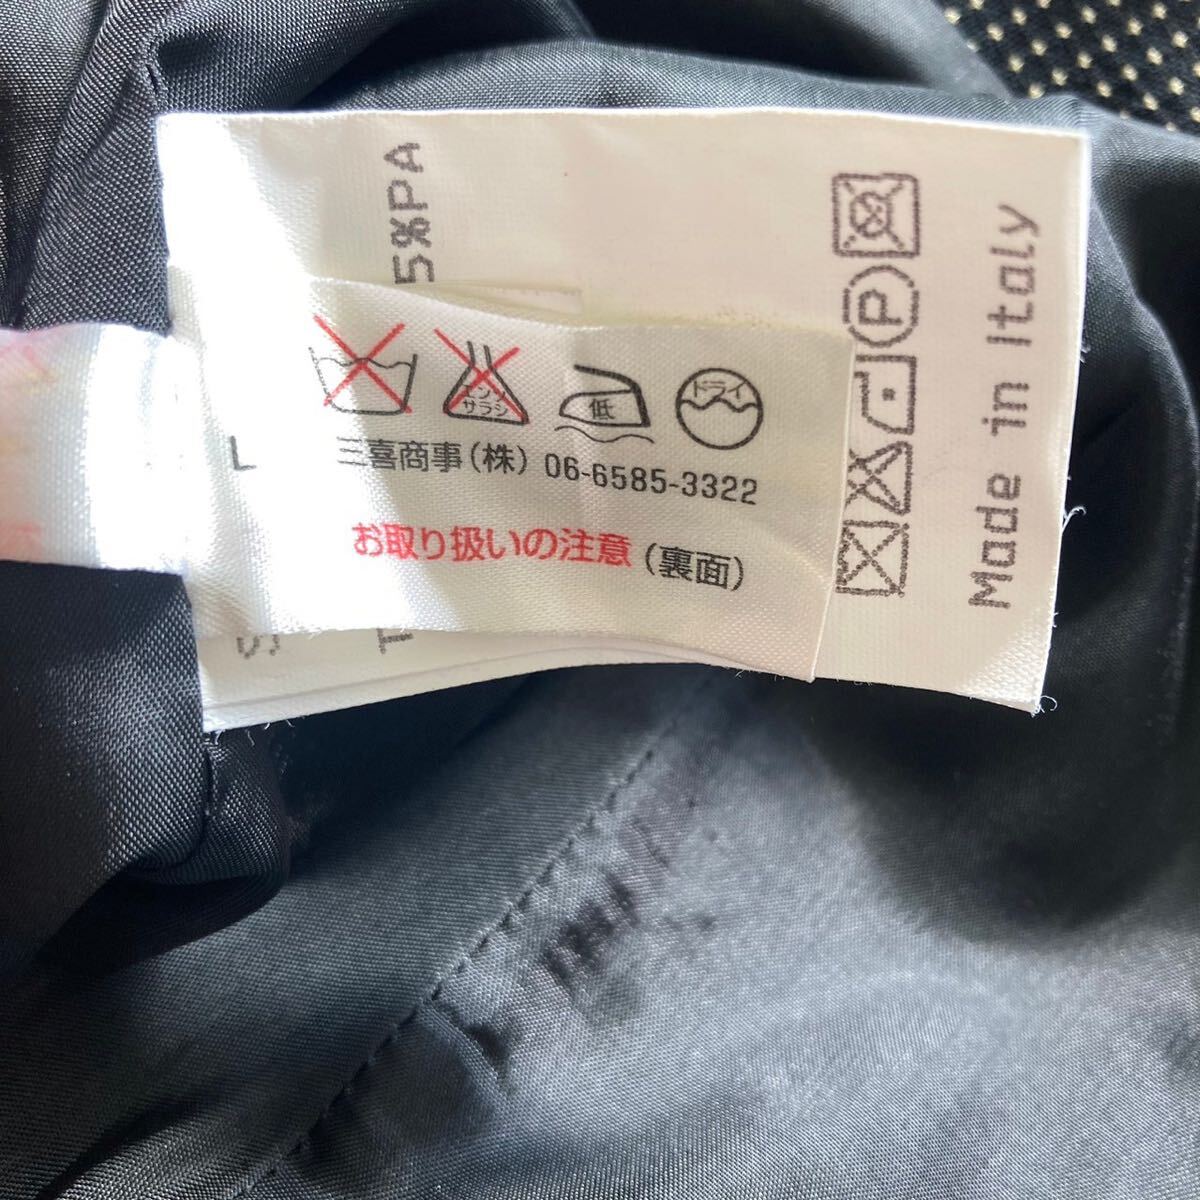 5%PA
Made in Italy
P
エンソ
サラシ
低
ドライ
L
三喜商事(株) 06-6585-3322
お取り扱いの注意(裏面)